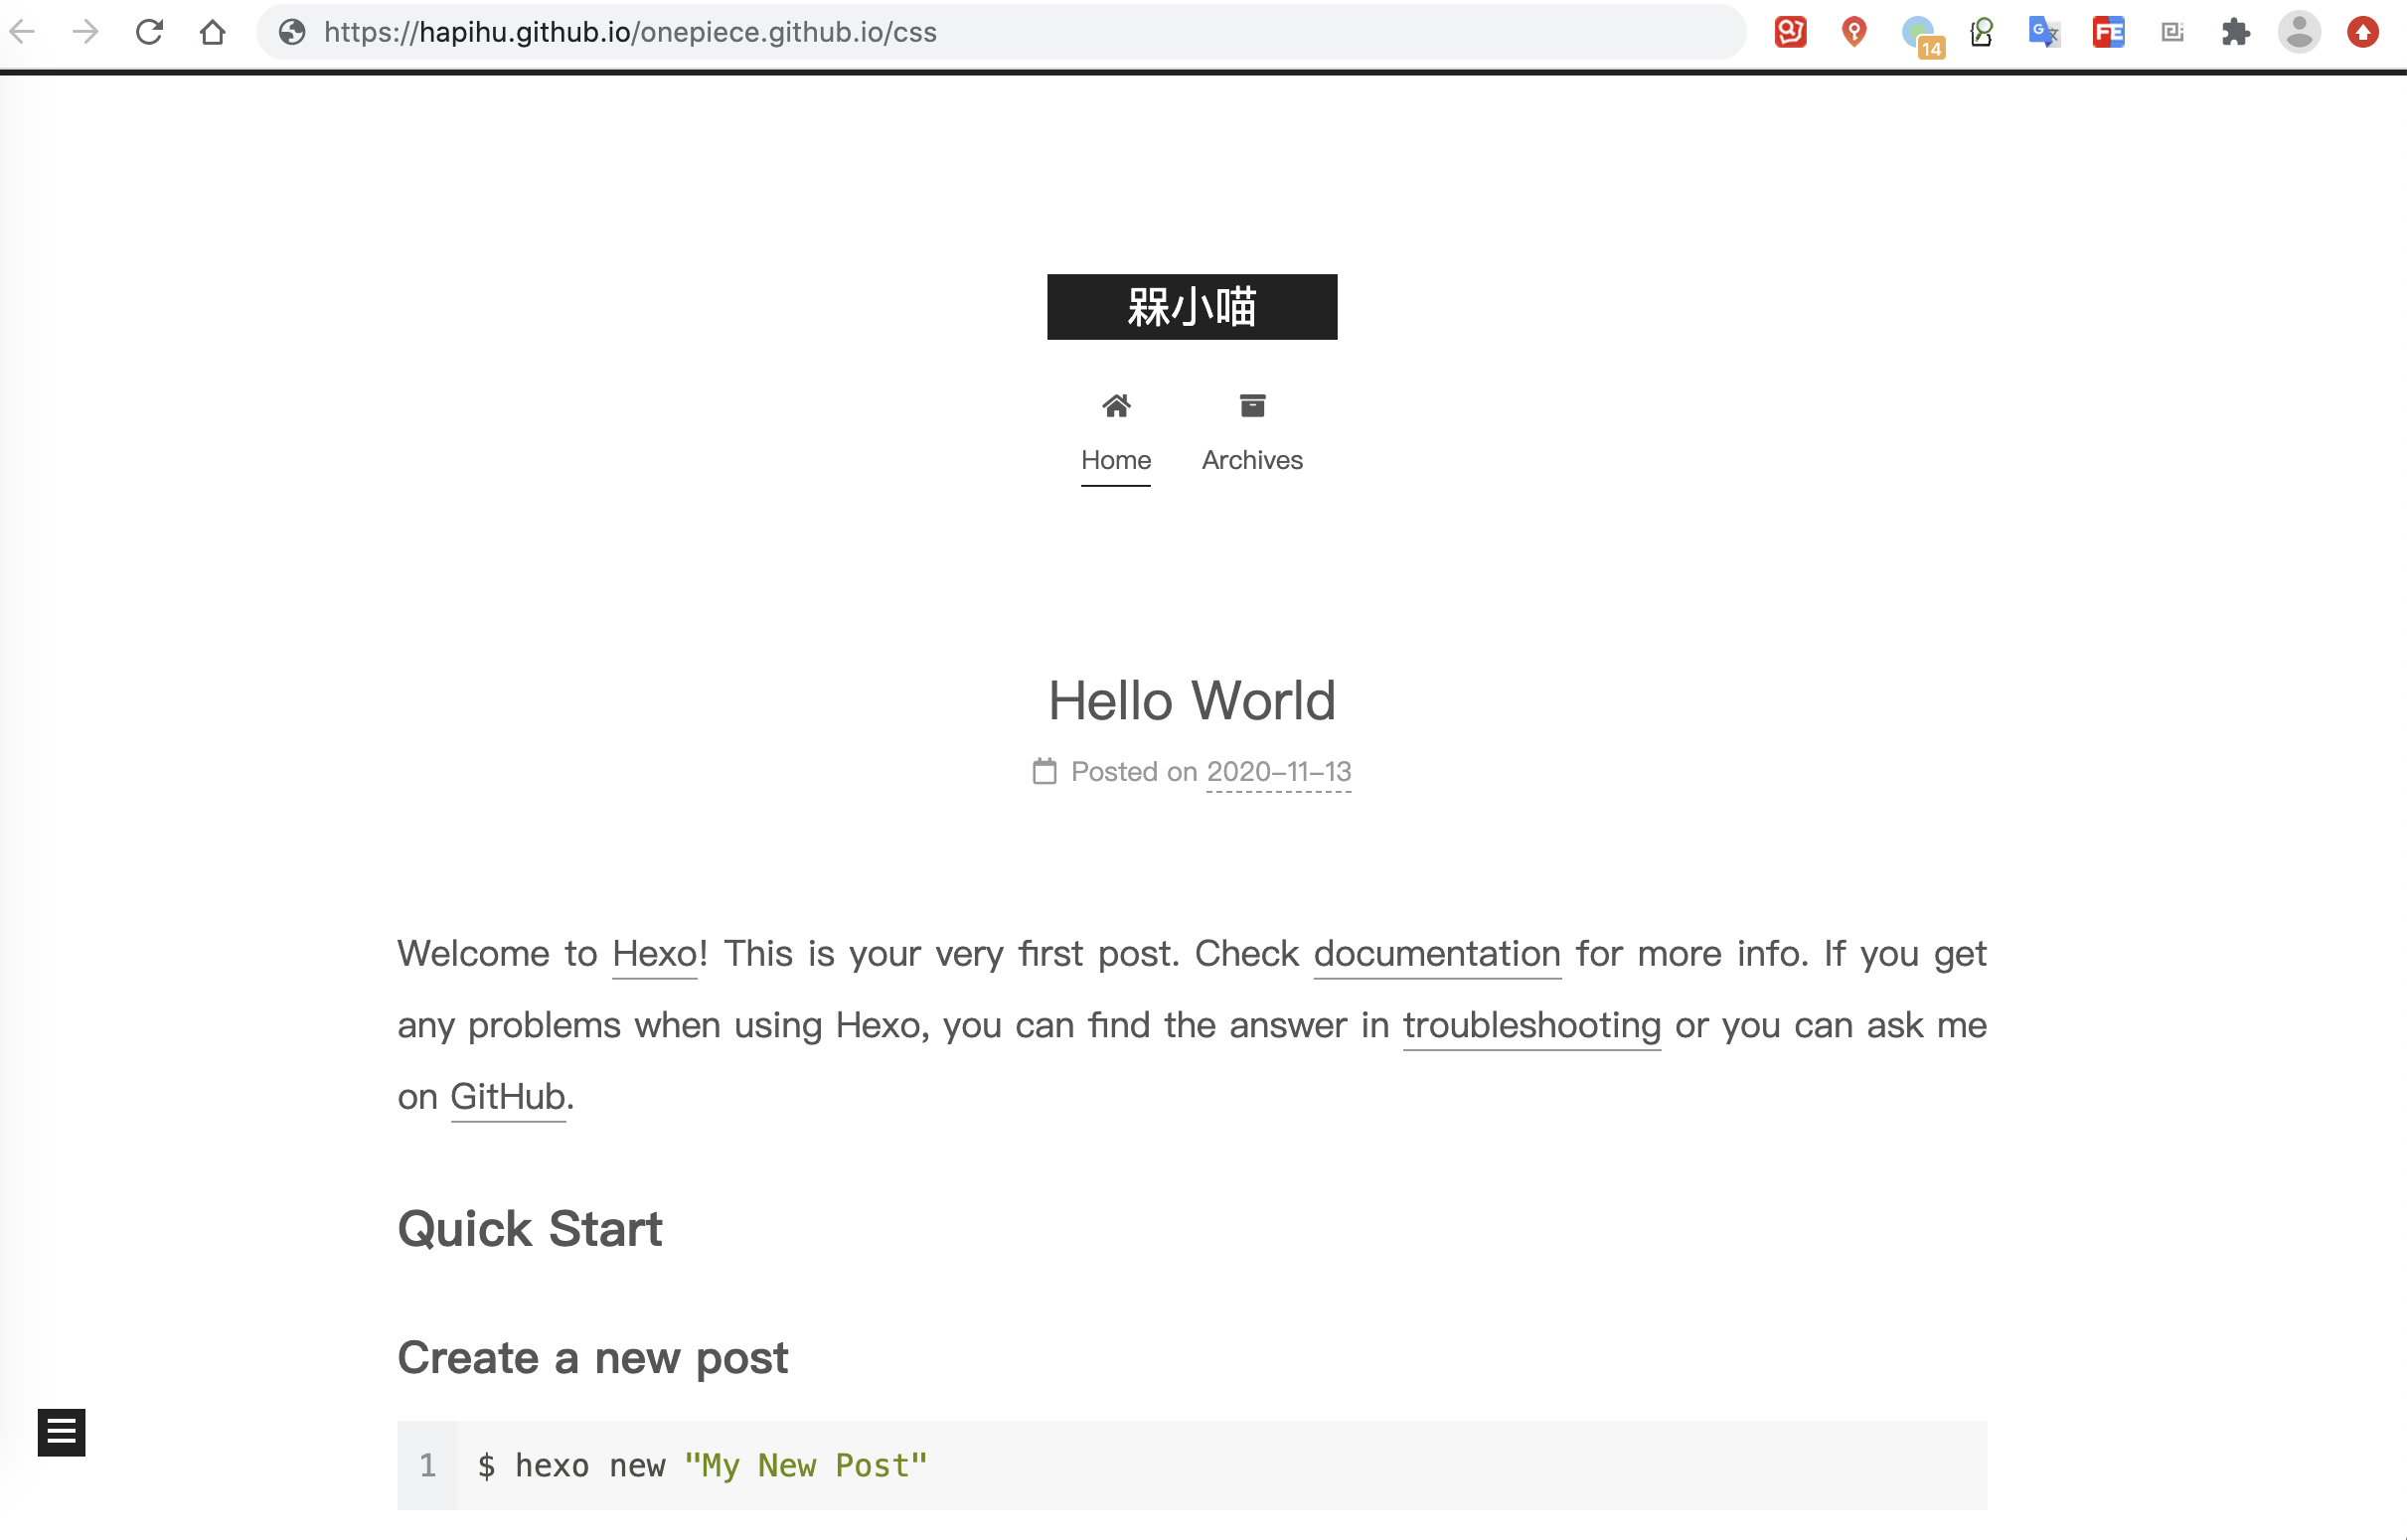 https://hapihu.github.io/onepiece.github.io/css
14
G 文
FE
槑小喵
Home
Archives
Hello World
Posted on 2020-11-13
Welcome to Hexo! This is your very first post. Check documentation for more info. If you get
any problems when using Hexo, you can find the answer in troubleshooting or you can ask me
on GitHub.
Quick Start
Create a new post
1 $ hexo new "My New Post"